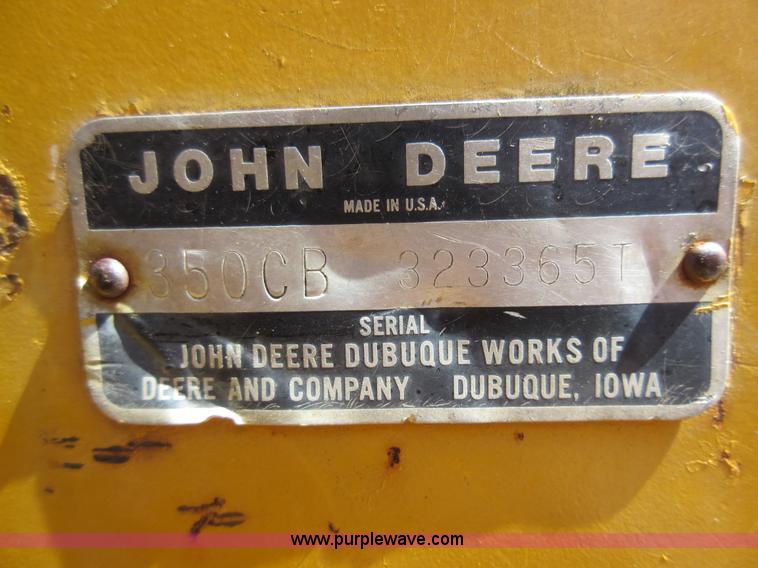 JOHN DEERE
MADE IN U.S.A.
350CB 323365T
SERIAL
JOHN DEERE DUBUQUE WORKS OF
DEERE AND COMPANY DUBUQUE, IOWA
www.purplewave.com